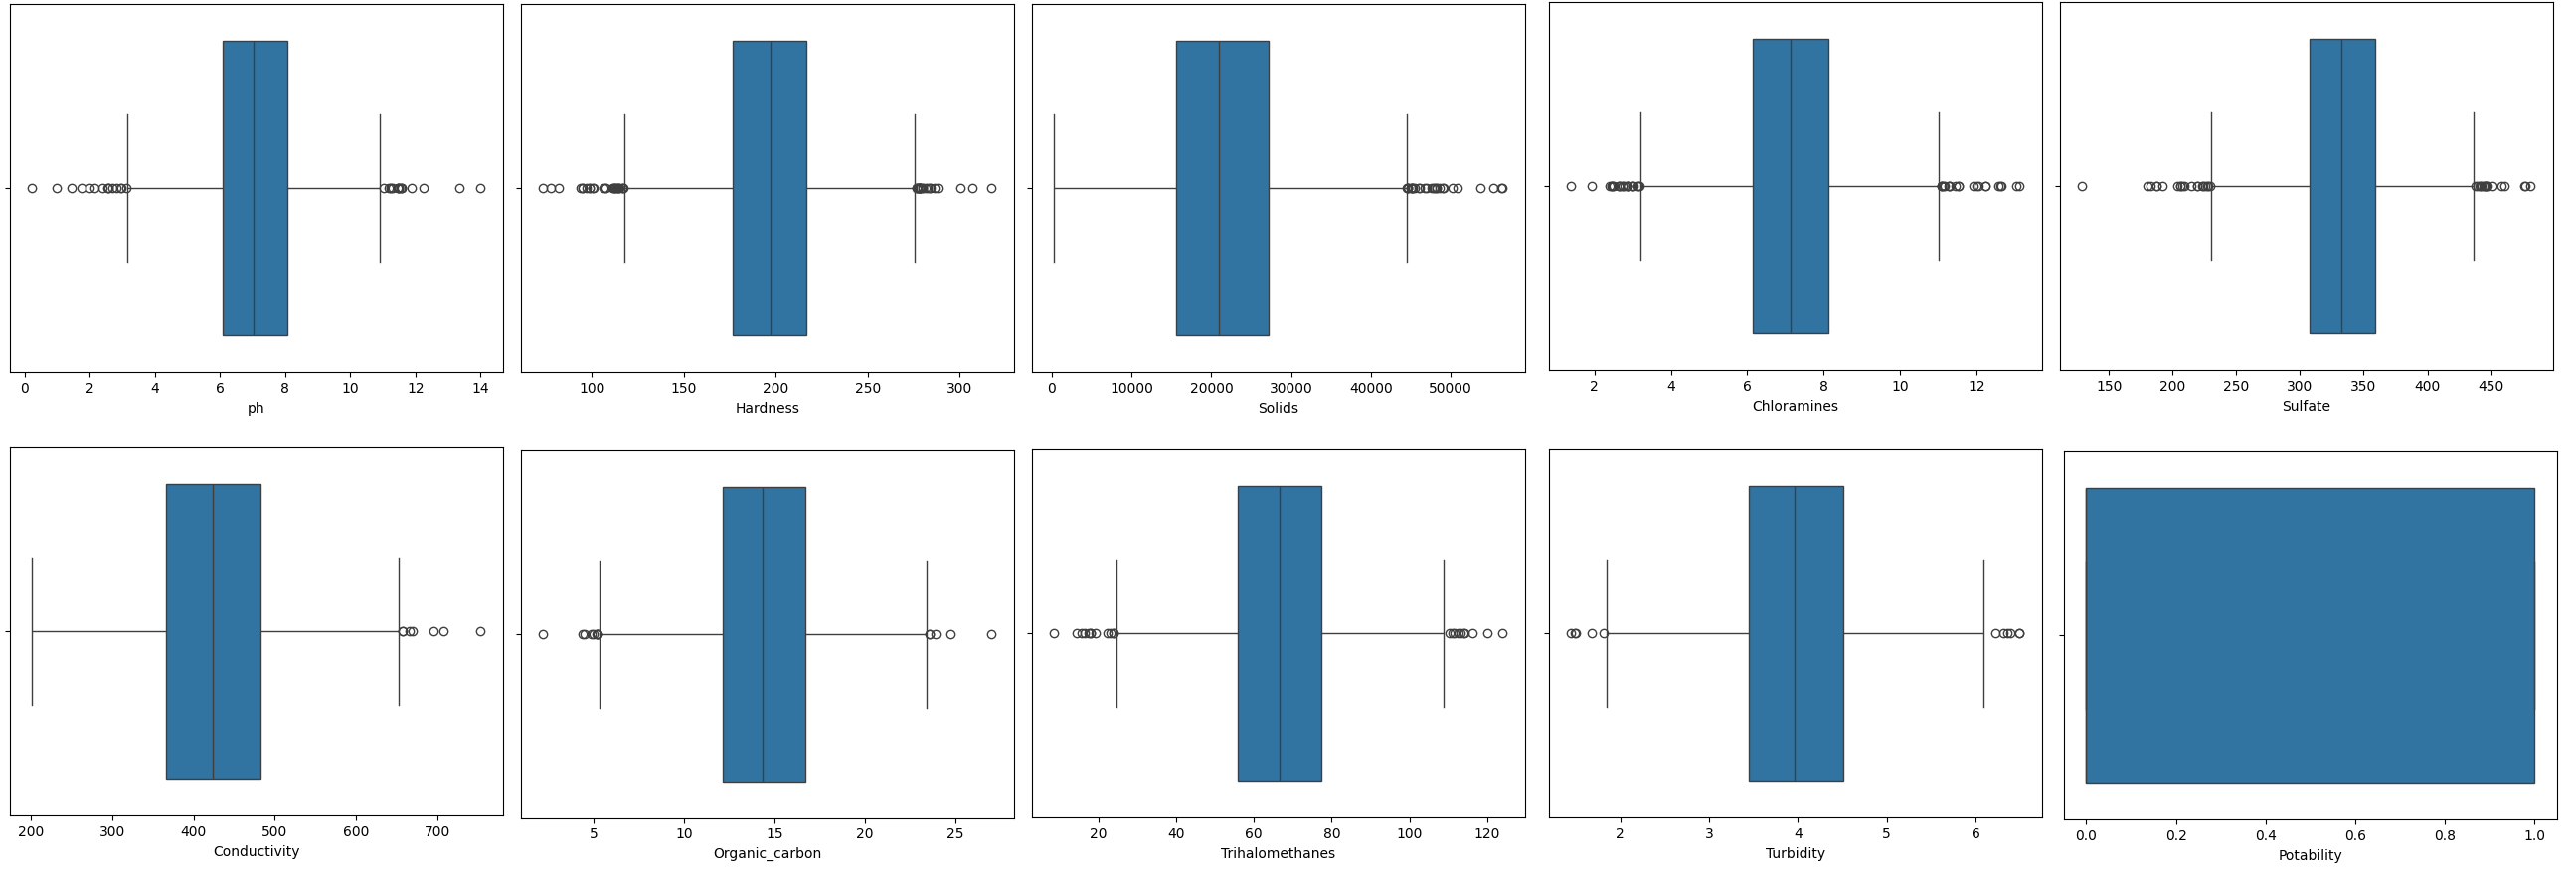 0 2 4 6 8 10 12 14
ph
100 150 200 250 300
Hardness
0 10000 20000 30000 40000 50000
Solids
2 4 6 8 10 12
Chloramines
150 200 250 300 350 400 450
Sulfate
200 300 400 500 600 700
Conductivity
5 10 15 20 25
Organic_carbon
20 40 60 80 100 120
Trihalomethanes
2 3 4 5 6
Turbidity
0.0 0.2 0.4 0.6 0.8 1.0
Potability